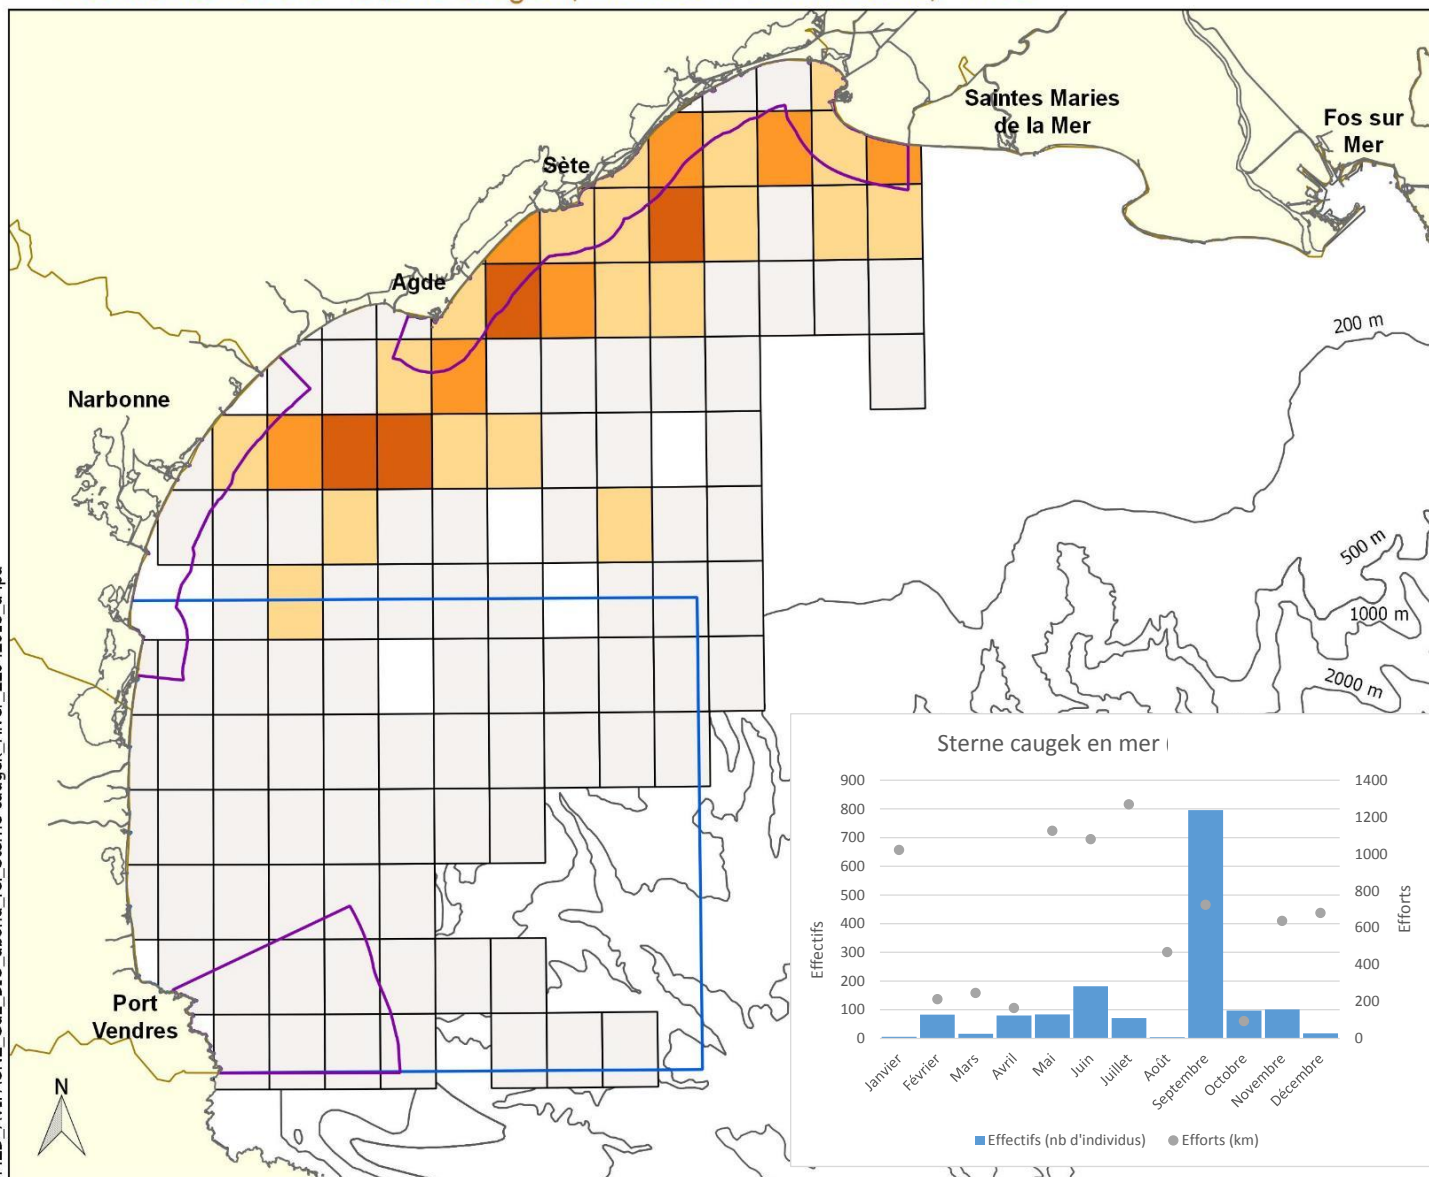 Saintes Maries
de la Mer
Fos sur
Mer
Sète
Agde
Narbonne
200 m
500 m
1000 m
2000 m
Port
Vendres
N
Sterne caugek en mer (
Effectifs
Efforts
900
800
700
600
500
400
300
200
100
0
1400
1200
1000
800
600
400
200
0
Janvier
Février
Mars
Avril
Mai
Juin
Juillet
Août
Septembre
Octobre
Novembre
Décembre
Effectifs (nb d'individus)
Efforts (km)